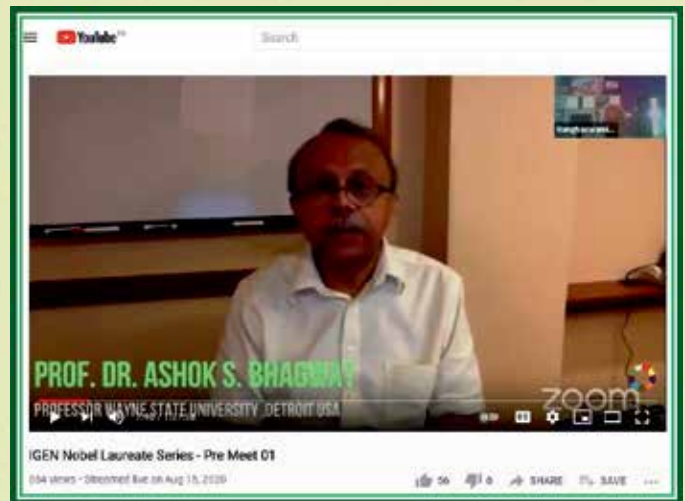 YouTube
Search
PROF. DR. ASHOK S. BHAGWAT
PROFESSOR WAYNE STATE UNIVERSITY DETROIT USA
zoom
IGEN Nobel Laureate Series - Pre Meet 01
views • Streamed live on Aug 15, 2020
56
SHARE
SAVE